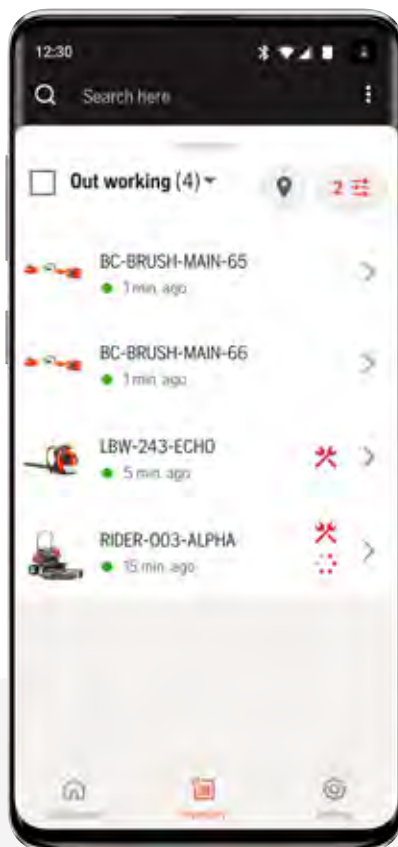 12:30
Search here
Out working (4)
2
BC-BRUSH-MAIN-65
1 min. ago
BC-BRUSH-MAIN-66
1 min. ago
LBW-243-ECHO
5 min. ago
RIDER-003-ALPHA
15 min. ago